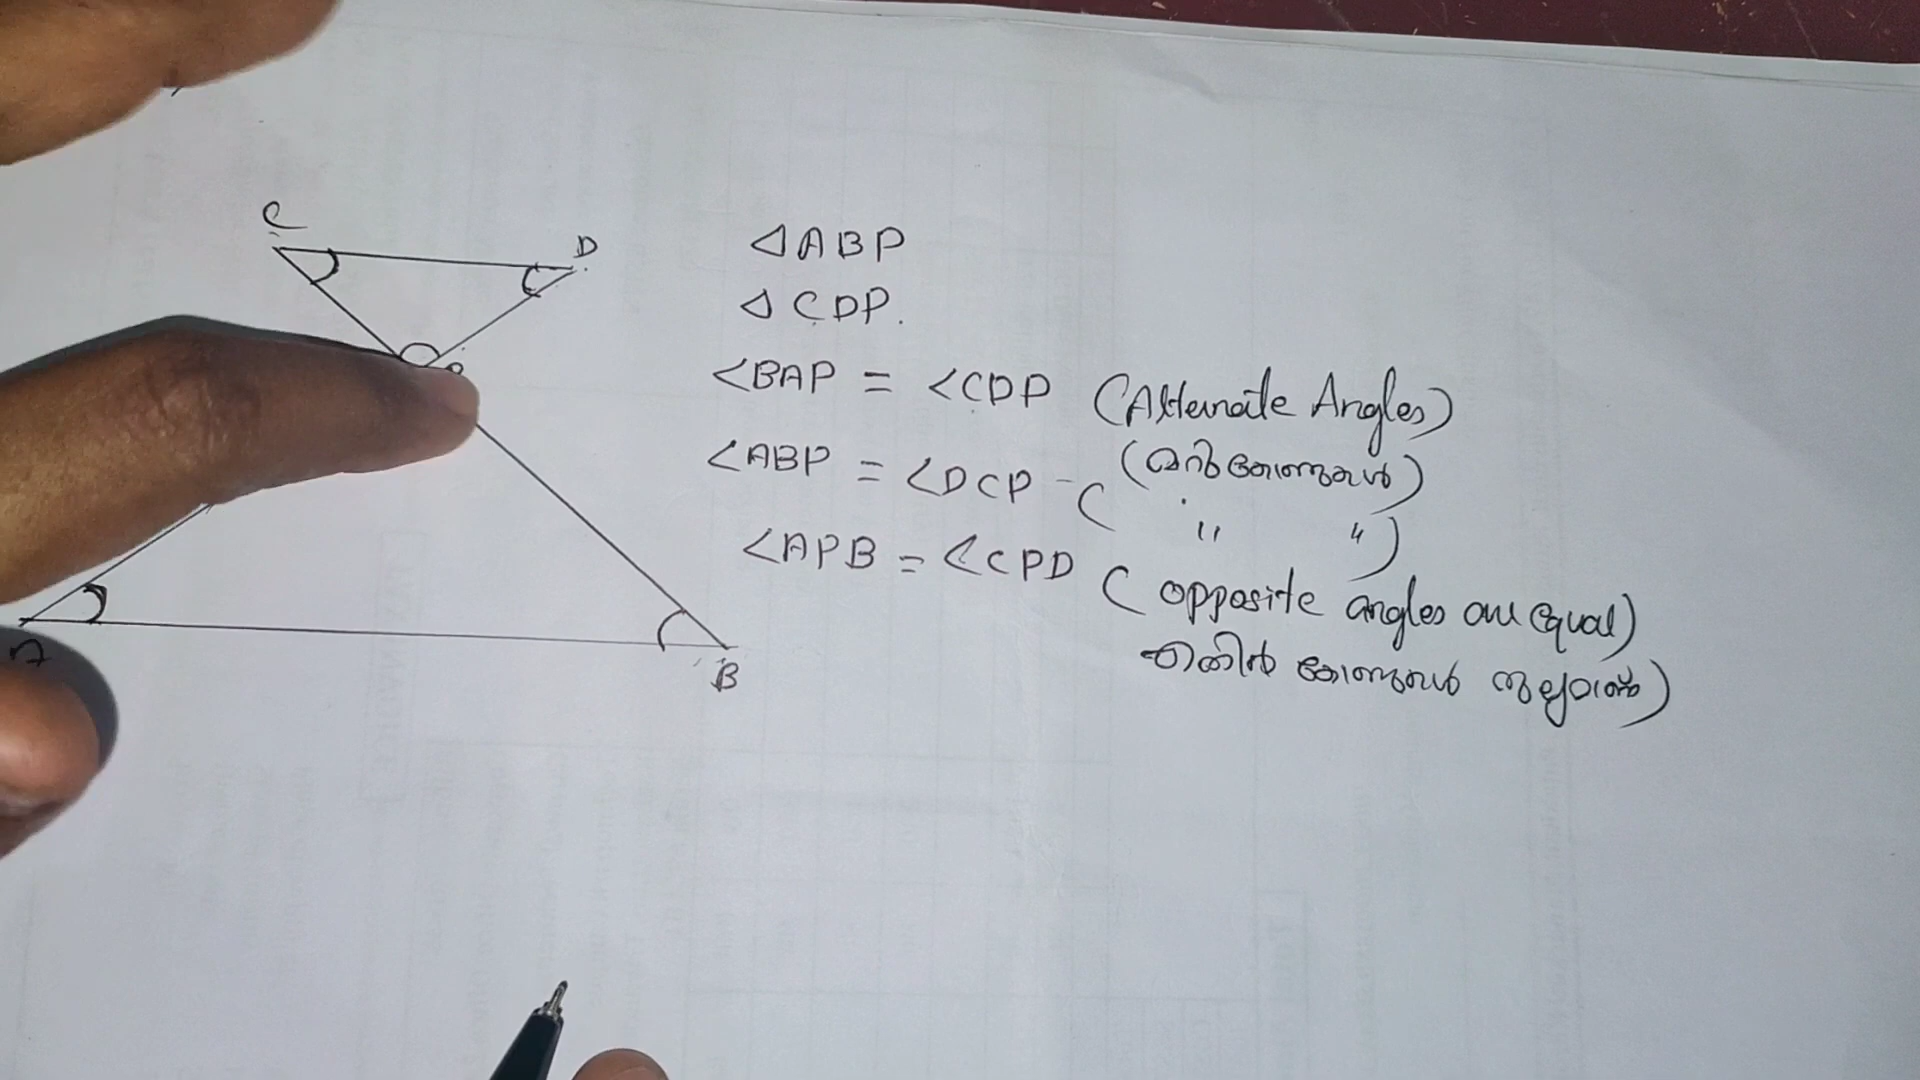 C
D
P
A
B
△ABP
△CDP.
∠BAP = ∠CDP (Alternate Angles)
(മറുകോണുകൾ)
∠ABP = ∠DCP - ( " " )
∠APB = ∠CPD ( opposite angles are equal)
എതിർ കോണുകൾ തുല്യമാണ്)